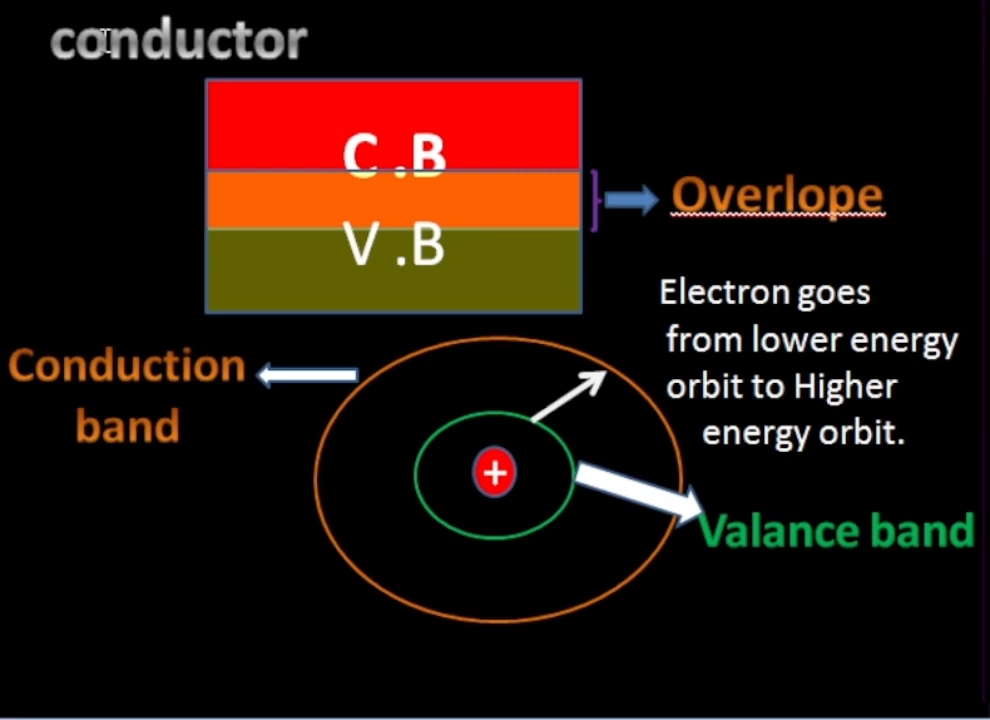 conductor
C .B
Overlope
V .B
Electron goes
from lower energy
orbit to Higher
energy orbit.
Conduction
band
+
Valance band